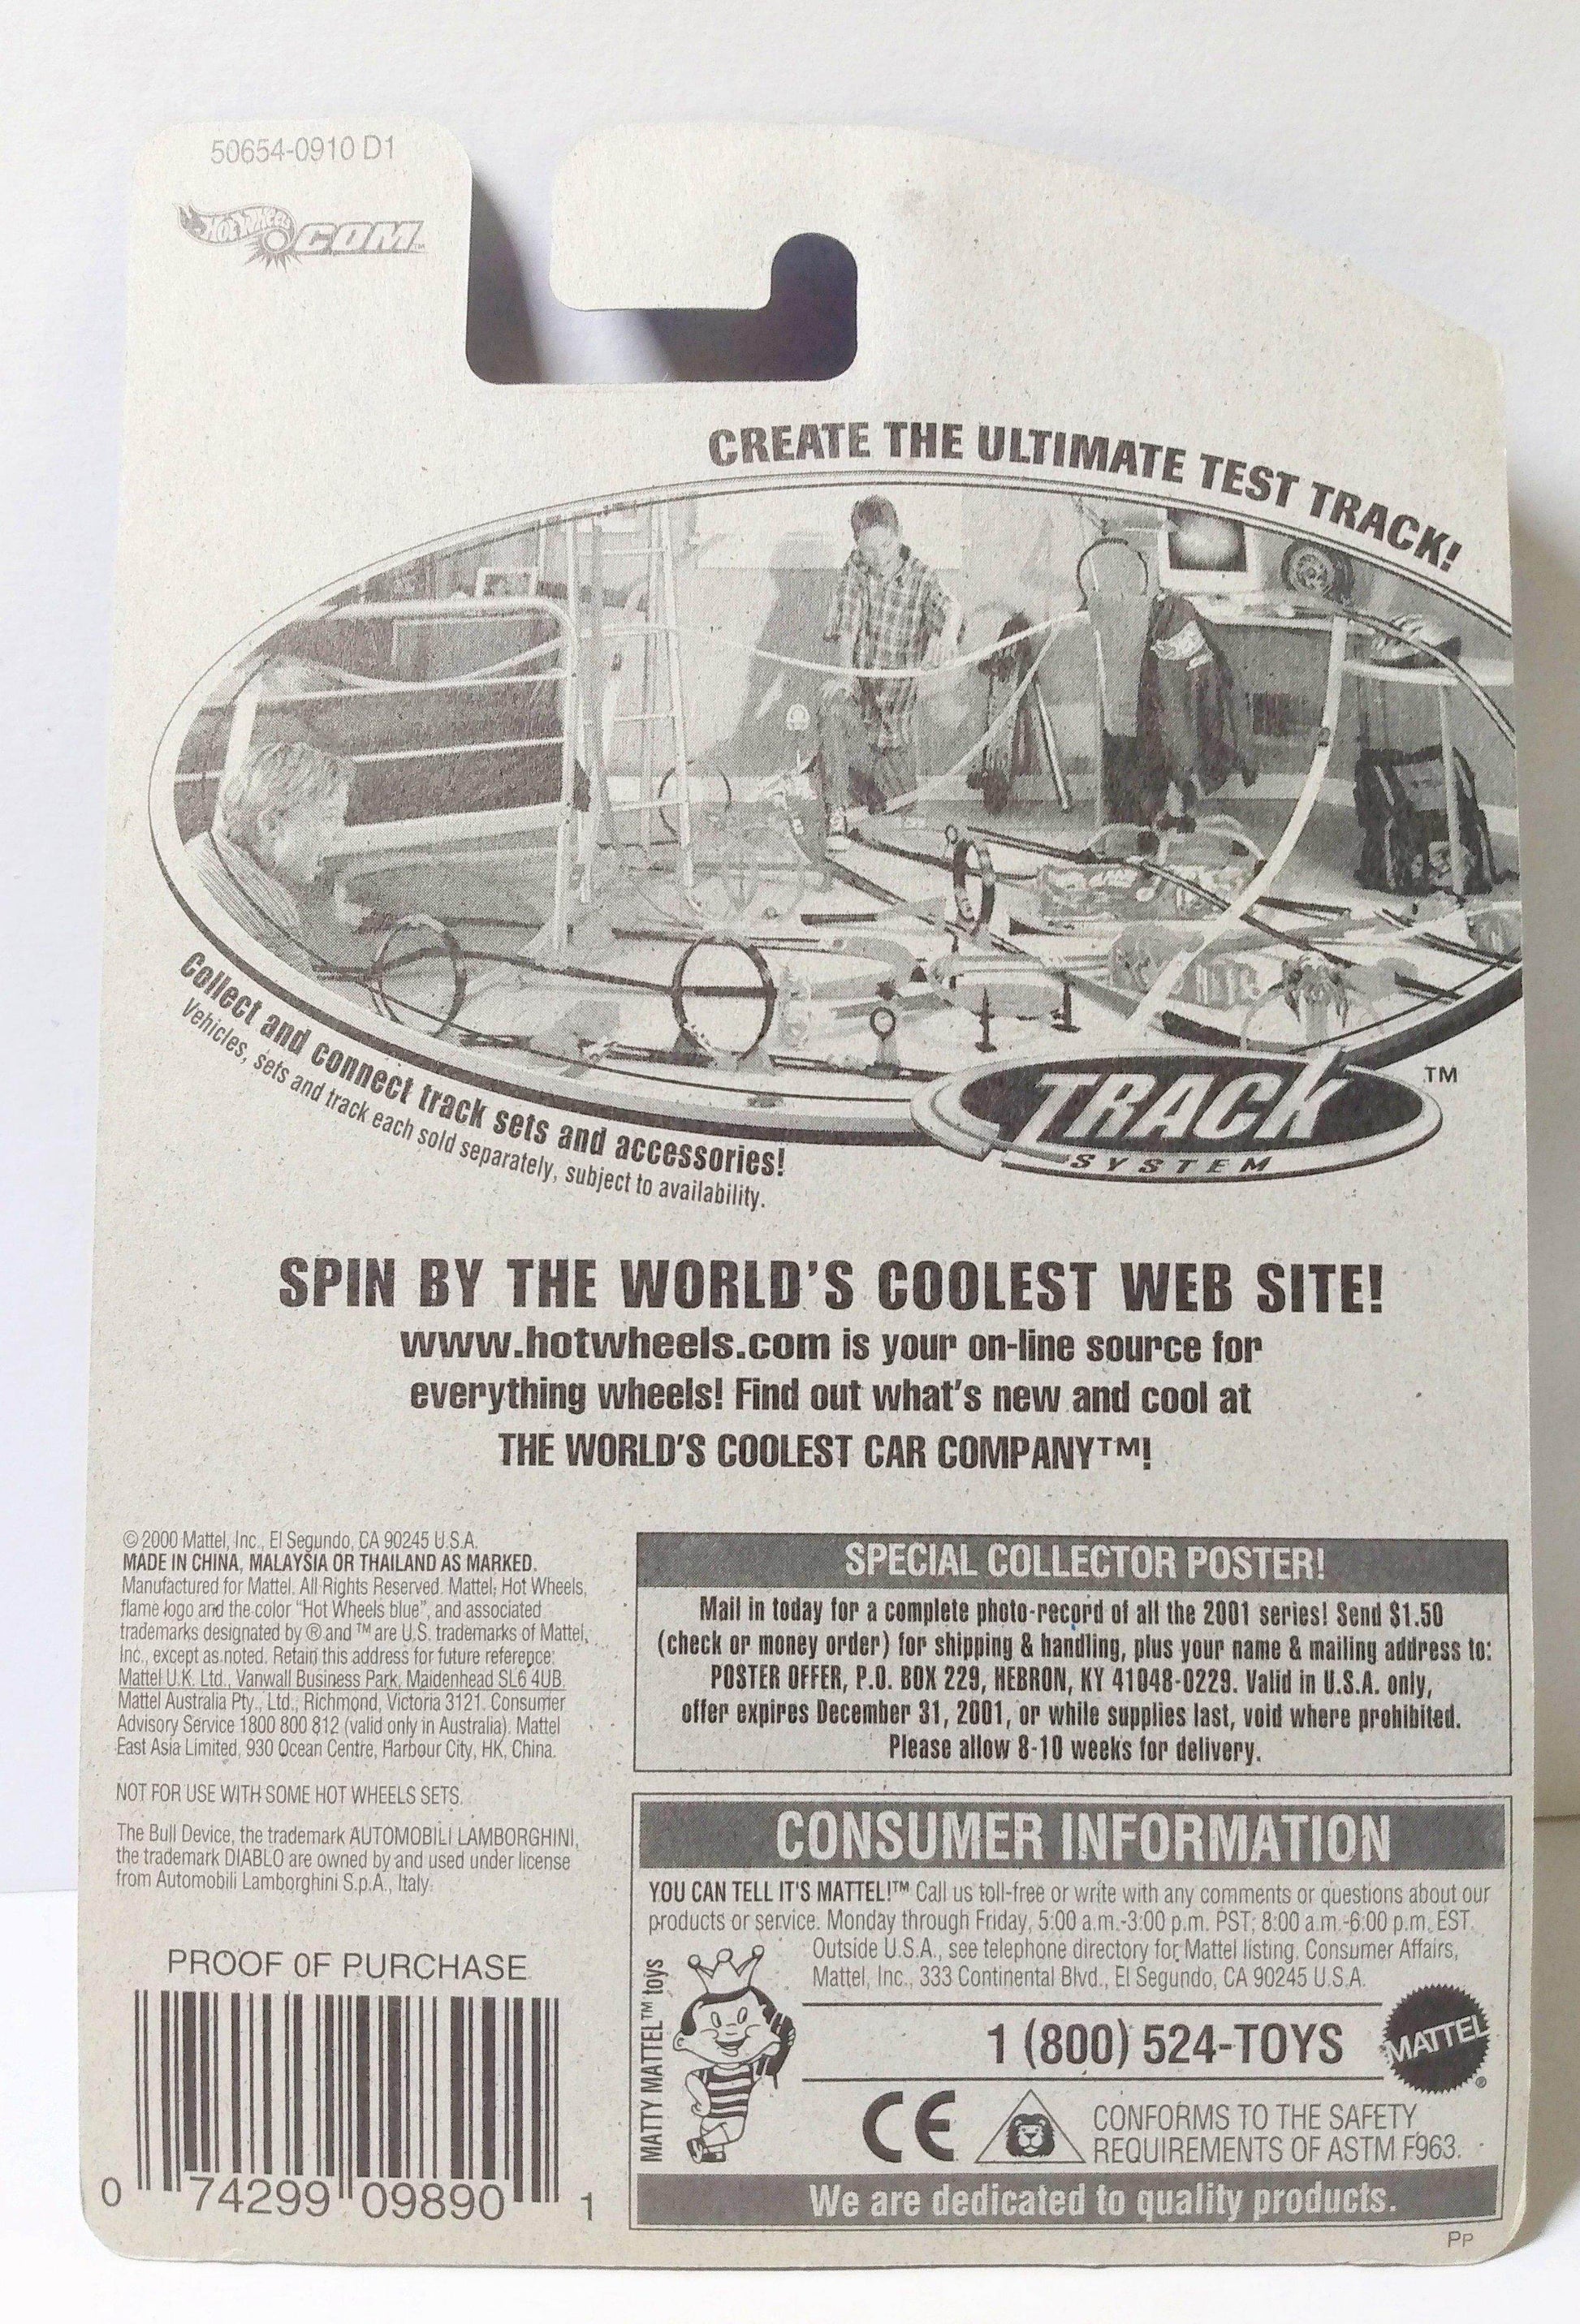 50654-0910 D1
Hot Wheels .COM™
CREATE THE ULTIMATE TEST TRACK!
Collect and connect track sets and accessories!
Vehicles, sets and track each sold separately, subject to availability.
TRACK ™
SYSTEM
SPIN BY THE WORLD'S COOLEST WEB SITE!
www.hotwheels.com is your on-line source for
everything wheels! Find out what's new and cool at
THE WORLD'S COOLEST CAR COMPANY™!
© 2000 Mattel, Inc., El Segundo, CA 90245 U.S.A.
MADE IN CHINA, MALAYSIA OR THAILAND AS MARKED.
Manufactured for Mattel. All Rights Reserved. Mattel, Hot Wheels,
flame logo and the color “Hot Wheels blue”, and associated
trademarks designated by ® and ™ are U.S. trademarks of Mattel,
Inc., except as noted. Retain this address for future reference:
Mattel U.K. Ltd., Vanwall Business Park, Maidenhead SL6 4UB.
Mattel Australia Pty., Ltd., Richmond, Victoria 3121. Consumer
Advisory Service 1800 800 812 (valid only in Australia). Mattel
East Asia Limited, 930 Ocean Centre, Harbour City, HK, China.
NOT FOR USE WITH SOME HOT WHEELS SETS.
The Bull Device, the trademark AUTOMOBILI LAMBORGHINI,
the trademark DIABLO are owned by and used under license
from Automobili Lamborghini S.p.A., Italy.
PROOF OF PURCHASE
0 74299 09890 1
SPECIAL COLLECTOR POSTER!
Mail in today for a complete photo-record of all the 2001 series! Send $1.50
(check or money order) for shipping & handling, plus your name & mailing address to:
POSTER OFFER, P.O. BOX 229, HEBRON, KY 41048-0229. Valid in U.S.A. only,
offer expires December 31, 2001, or while supplies last, void where prohibited.
Please allow 8-10 weeks for delivery.
CONSUMER INFORMATION
YOU CAN TELL IT'S MATTEL!™ Call us toll-free or write with any comments or questions about our
products or service. Monday through Friday, 5:00 a.m.-3:00 p.m. PST; 8:00 a.m.-6:00 p.m. EST.
Outside U.S.A., see telephone directory for Mattel listing. Consumer Affairs,
Mattel, Inc., 333 Continental Blvd., El Segundo, CA 90245 U.S.A.
MATTY MATTEL™ toys
1 (800) 524-TOYS
MATTEL ®
CE
CONFORMS TO THE SAFETY
REQUIREMENTS OF ASTM F963.
We are dedicated to quality products.
PP